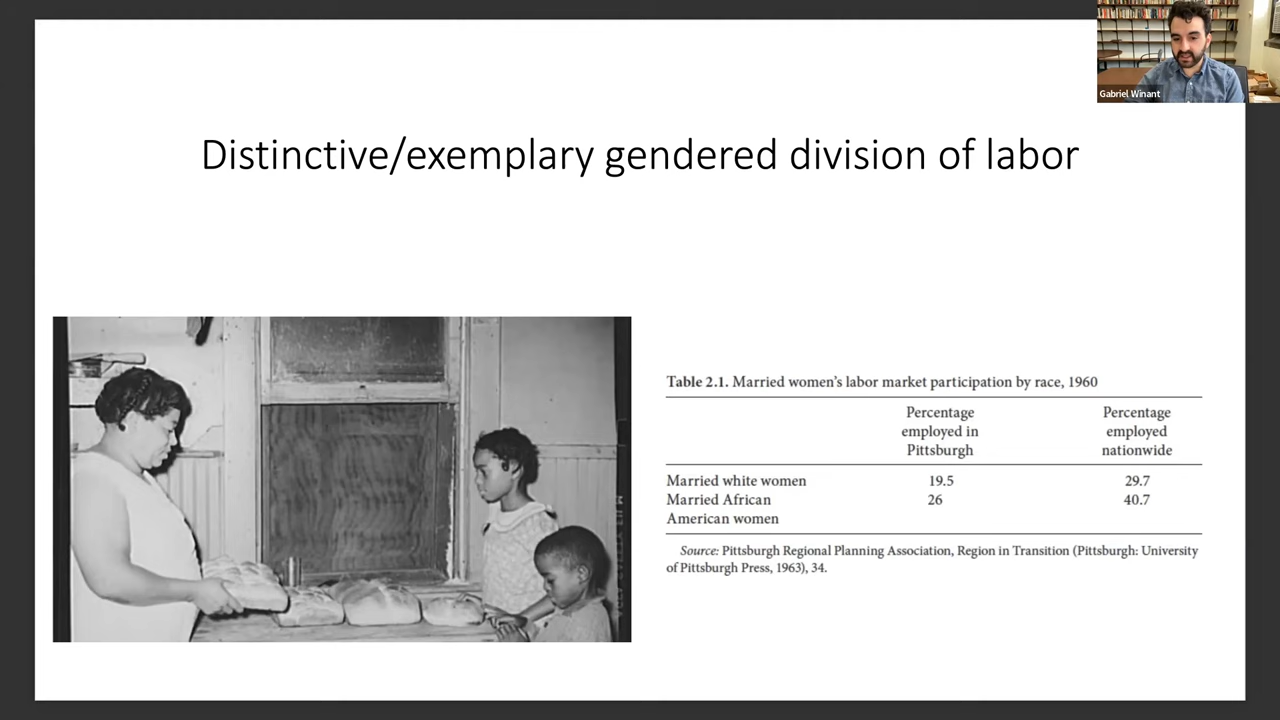 Gabriel Winant
Distinctive/exemplary gendered division of labor
Table 2.1. Married women's labor market participation by race, 1960
Percentage employed in Pittsburgh
Percentage employed nationwide
Married white women 19.5 29.7
Married African American women 26 40.7
Source: Pittsburgh Regional Planning Association, Region in Transition (Pittsburgh: University
of Pittsburgh Press, 1963), 34.